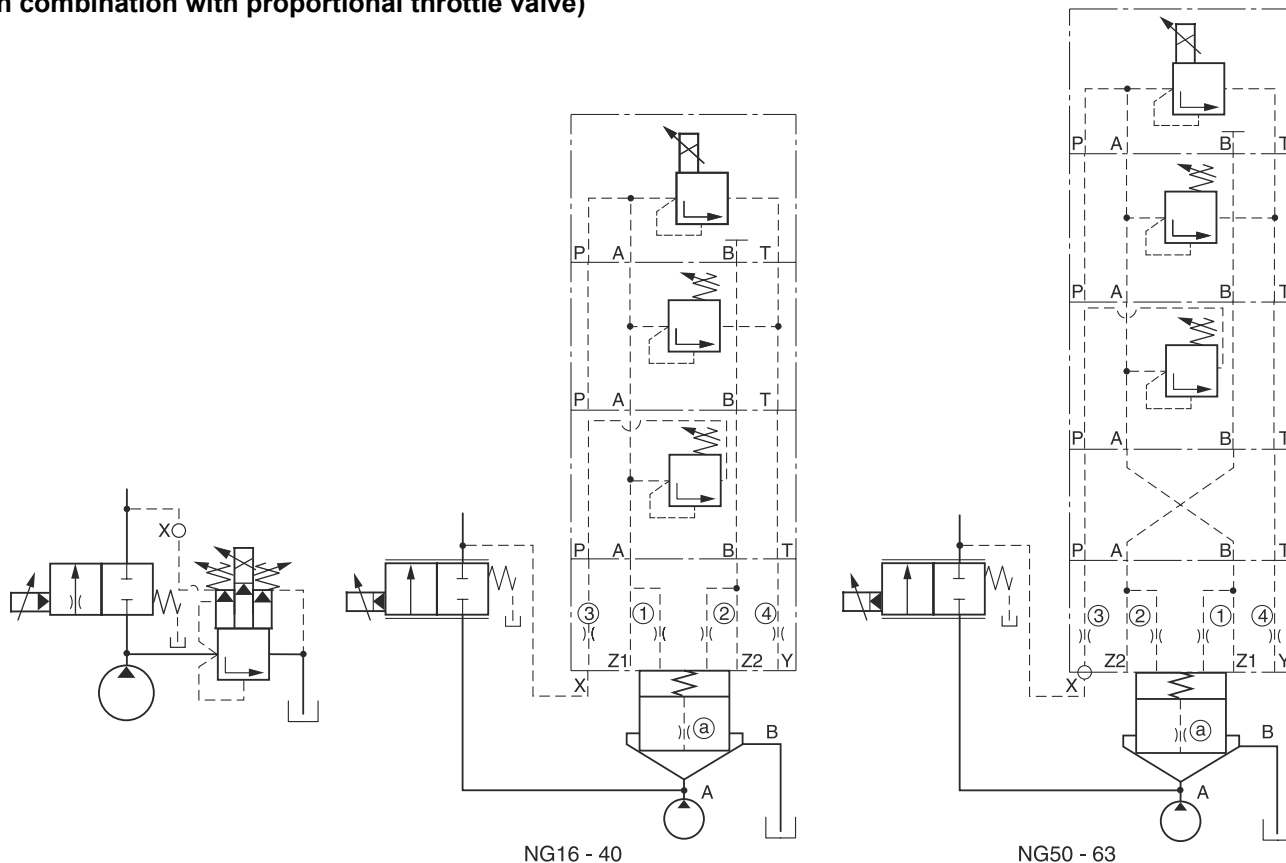 n combination with proportional throttle valve)
P A B T
P A B T
P A B T
P A B T
P A B T
P A B T
P A B T
X
3 1 2 4
Z1 Z2 Y
X
a
B
A
NG16 - 40
3 2 1 4
Z2 Z1 Y
X
a
B
A
NG50 - 63